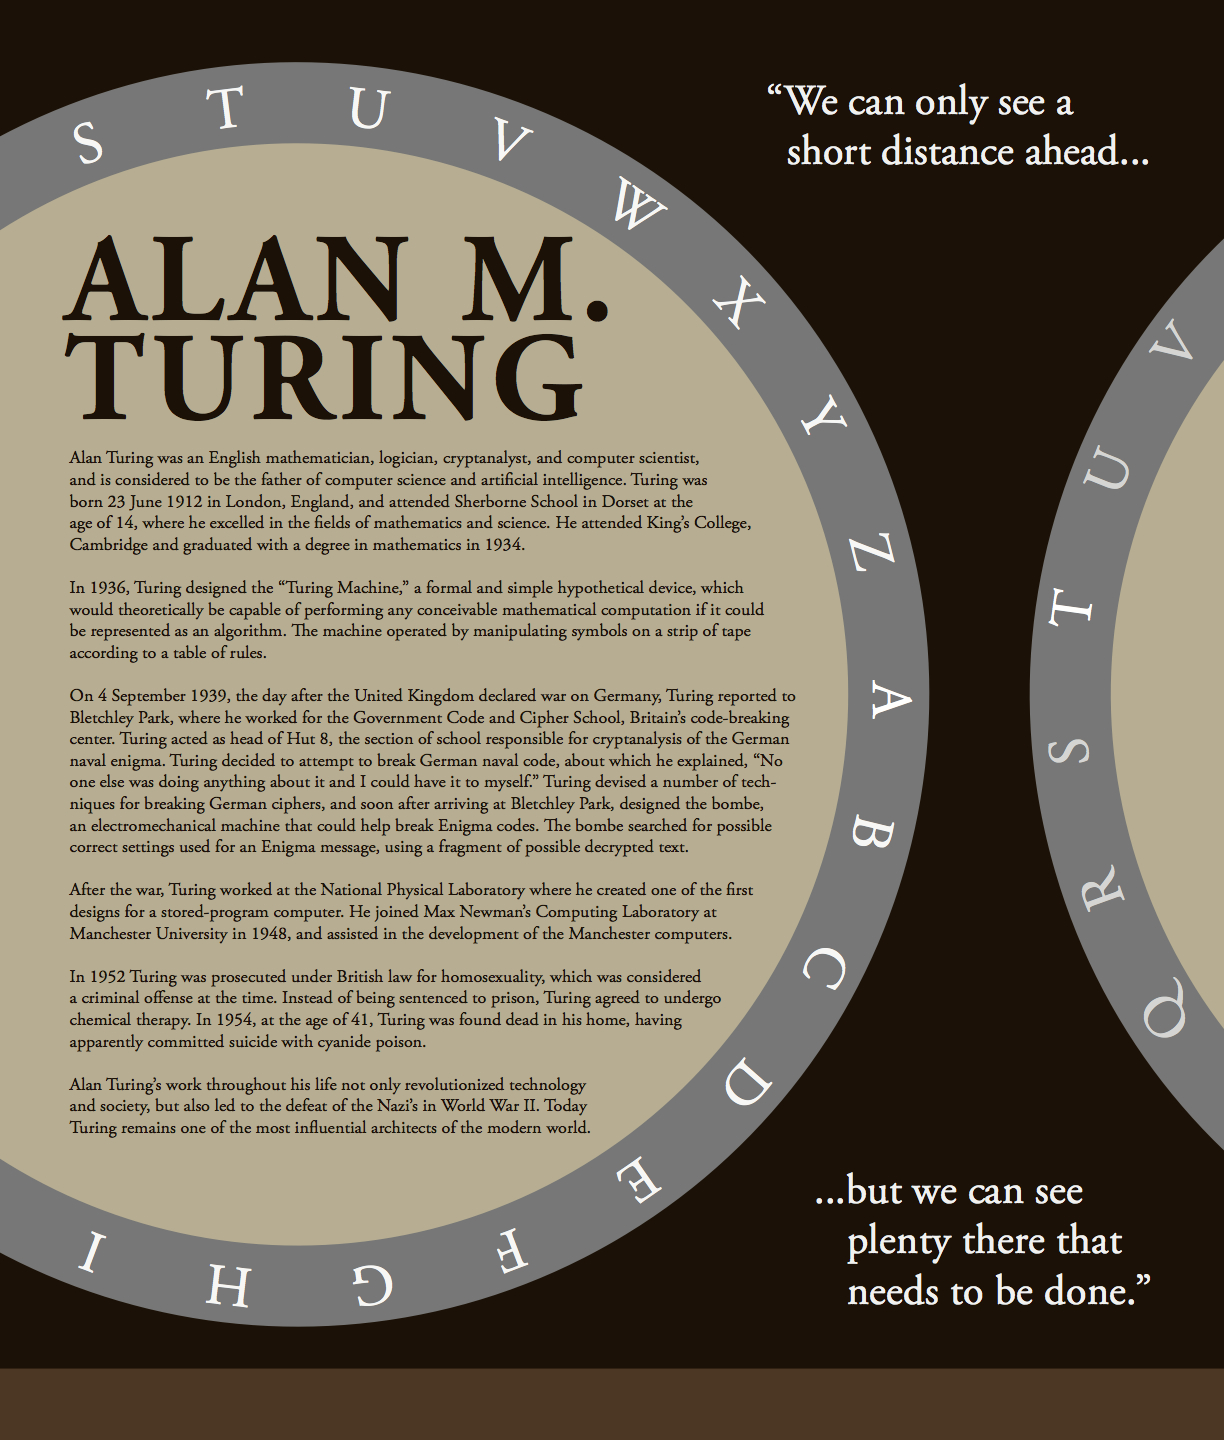 S T U V W X Y Z A B C D E F G H I
“We can only see a
short distance ahead...
ALAN M.
TURING
Alan Turing was an English mathematician, logician, cryptanalyst, and computer scientist,
and is considered to be the father of computer science and artificial intelligence. Turing was
born 23 June 1912 in London, England, and attended Sherborne School in Dorset at the
age of 14, where he excelled in the fields of mathematics and science. He attended King’s College,
Cambridge and graduated with a degree in mathematics in 1934.
In 1936, Turing designed the “Turing Machine,” a formal and simple hypothetical device, which
would theoretically be capable of performing any conceivable mathematical computation if it could
be represented as an algorithm. The machine operated by manipulating symbols on a strip of tape
according to a table of rules.
On 4 September 1939, the day after the United Kingdom declared war on Germany, Turing reported to
Bletchley Park, where he worked for the Government Code and Cipher School, Britain’s code-breaking
center. Turing acted as head of Hut 8, the section of school responsible for cryptanalysis of the German
naval enigma. Turing decided to attempt to break German naval code, about which he explained, “No
one else was doing anything about it and I could have it to myself.” Turing devised a number of tech-
niques for breaking German ciphers, and soon after arriving at Bletchley Park, designed the bombe,
an electromechanical machine that could help break Enigma codes. The bombe searched for possible
correct settings used for an Enigma message, using a fragment of possible decrypted text.
After the war, Turing worked at the National Physical Laboratory where he created one of the first
designs for a stored-program computer. He joined Max Newman’s Computing Laboratory at
Manchester University in 1948, and assisted in the development of the Manchester computers.
In 1952 Turing was prosecuted under British law for homosexuality, which was considered
a criminal offense at the time. Instead of being sentenced to prison, Turing agreed to undergo
chemical therapy. In 1954, at the age of 41, Turing was found dead in his home, having
apparently committed suicide with cyanide poison.
Alan Turing’s work throughout his life not only revolutionized technology
and society, but also led to the defeat of the Nazi’s in World War II. Today
Turing remains one of the most influential architects of the modern world.
Q R S T U V
...but we can see
plenty there that
needs to be done.”